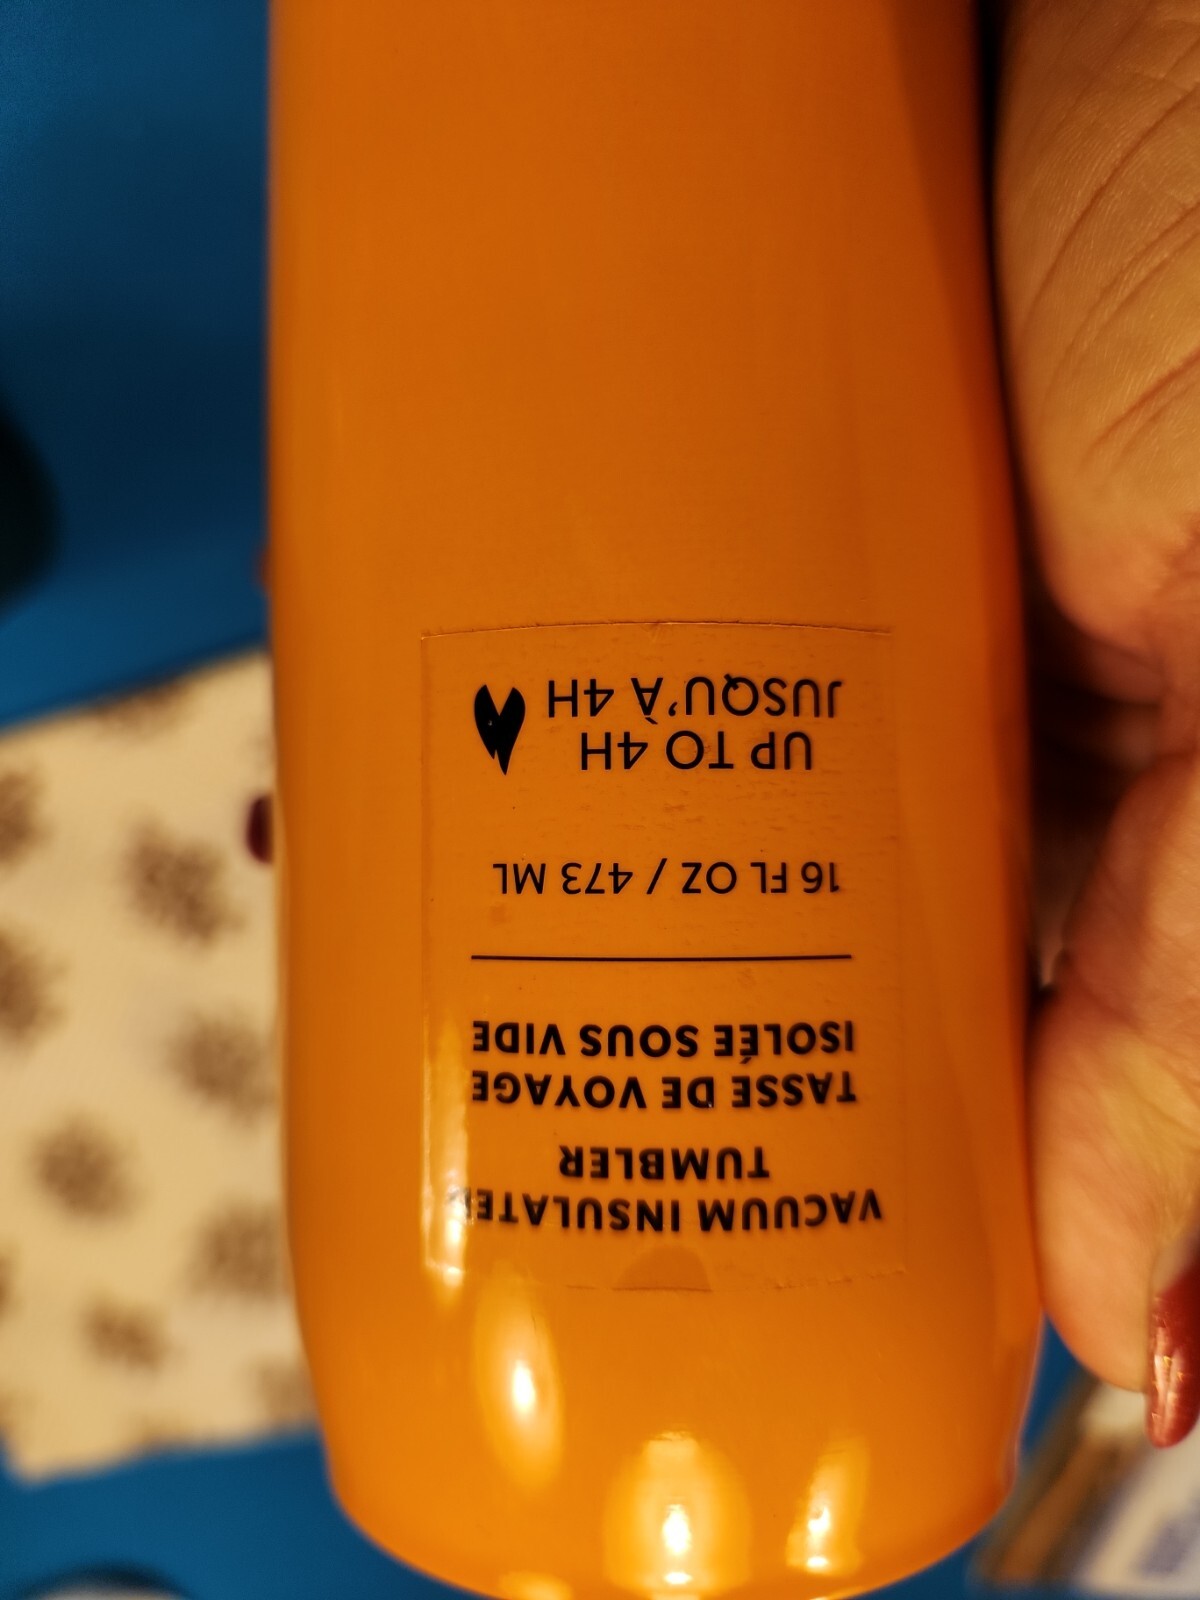 VACUUM INSULATED
TUMBLER
TASSE DE VOYAGE
ISOLÉE SOUS VIDE
16 FL OZ / 473 ML
UP TO 4H
JUSQU'À 4H